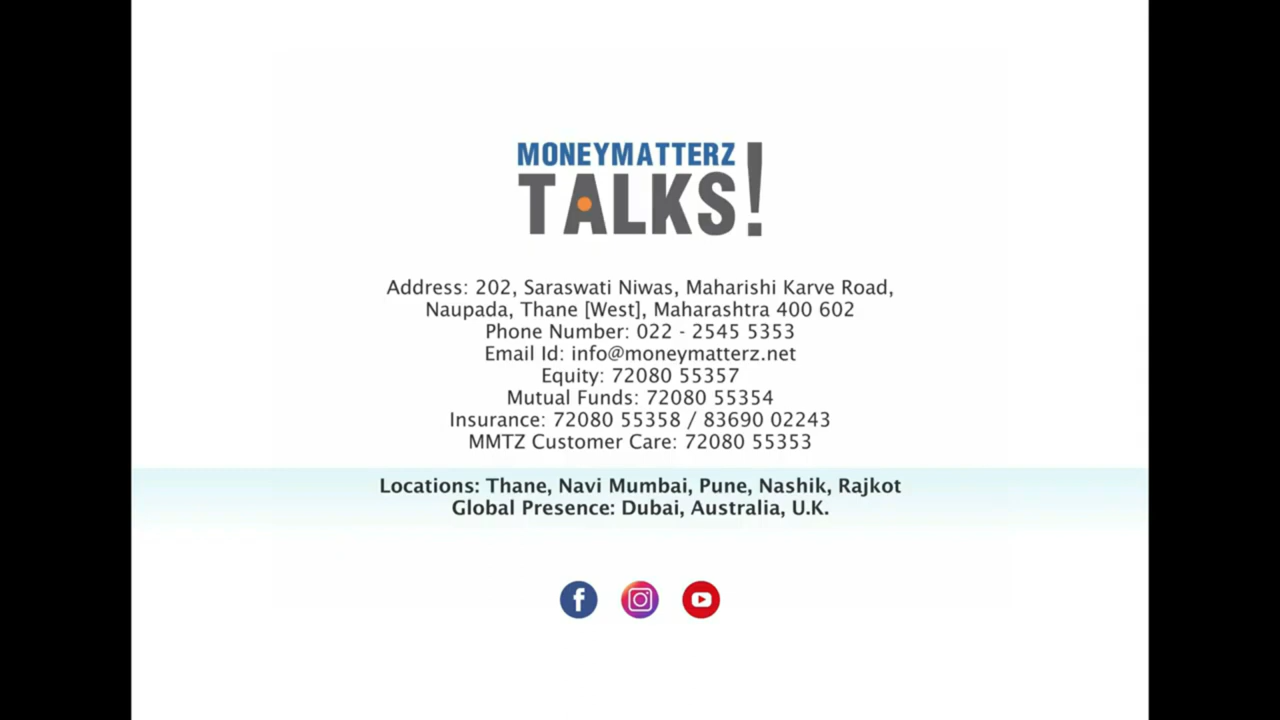 MONEYMATTERZ
TALKS!
Address: 202, Saraswati Niwas, Maharishi Karve Road,
Naupada, Thane [West], Maharashtra 400 602
Phone Number: 022 - 2545 5353
Email Id: info@moneymatterz.net
Equity: 72080 55357
Mutual Funds: 72080 55354
Insurance: 72080 55358 / 83690 02243
MMTZ Customer Care: 72080 55353
Locations: Thane, Navi Mumbai, Pune, Nashik, Rajkot
Global Presence: Dubai, Australia, U.K.